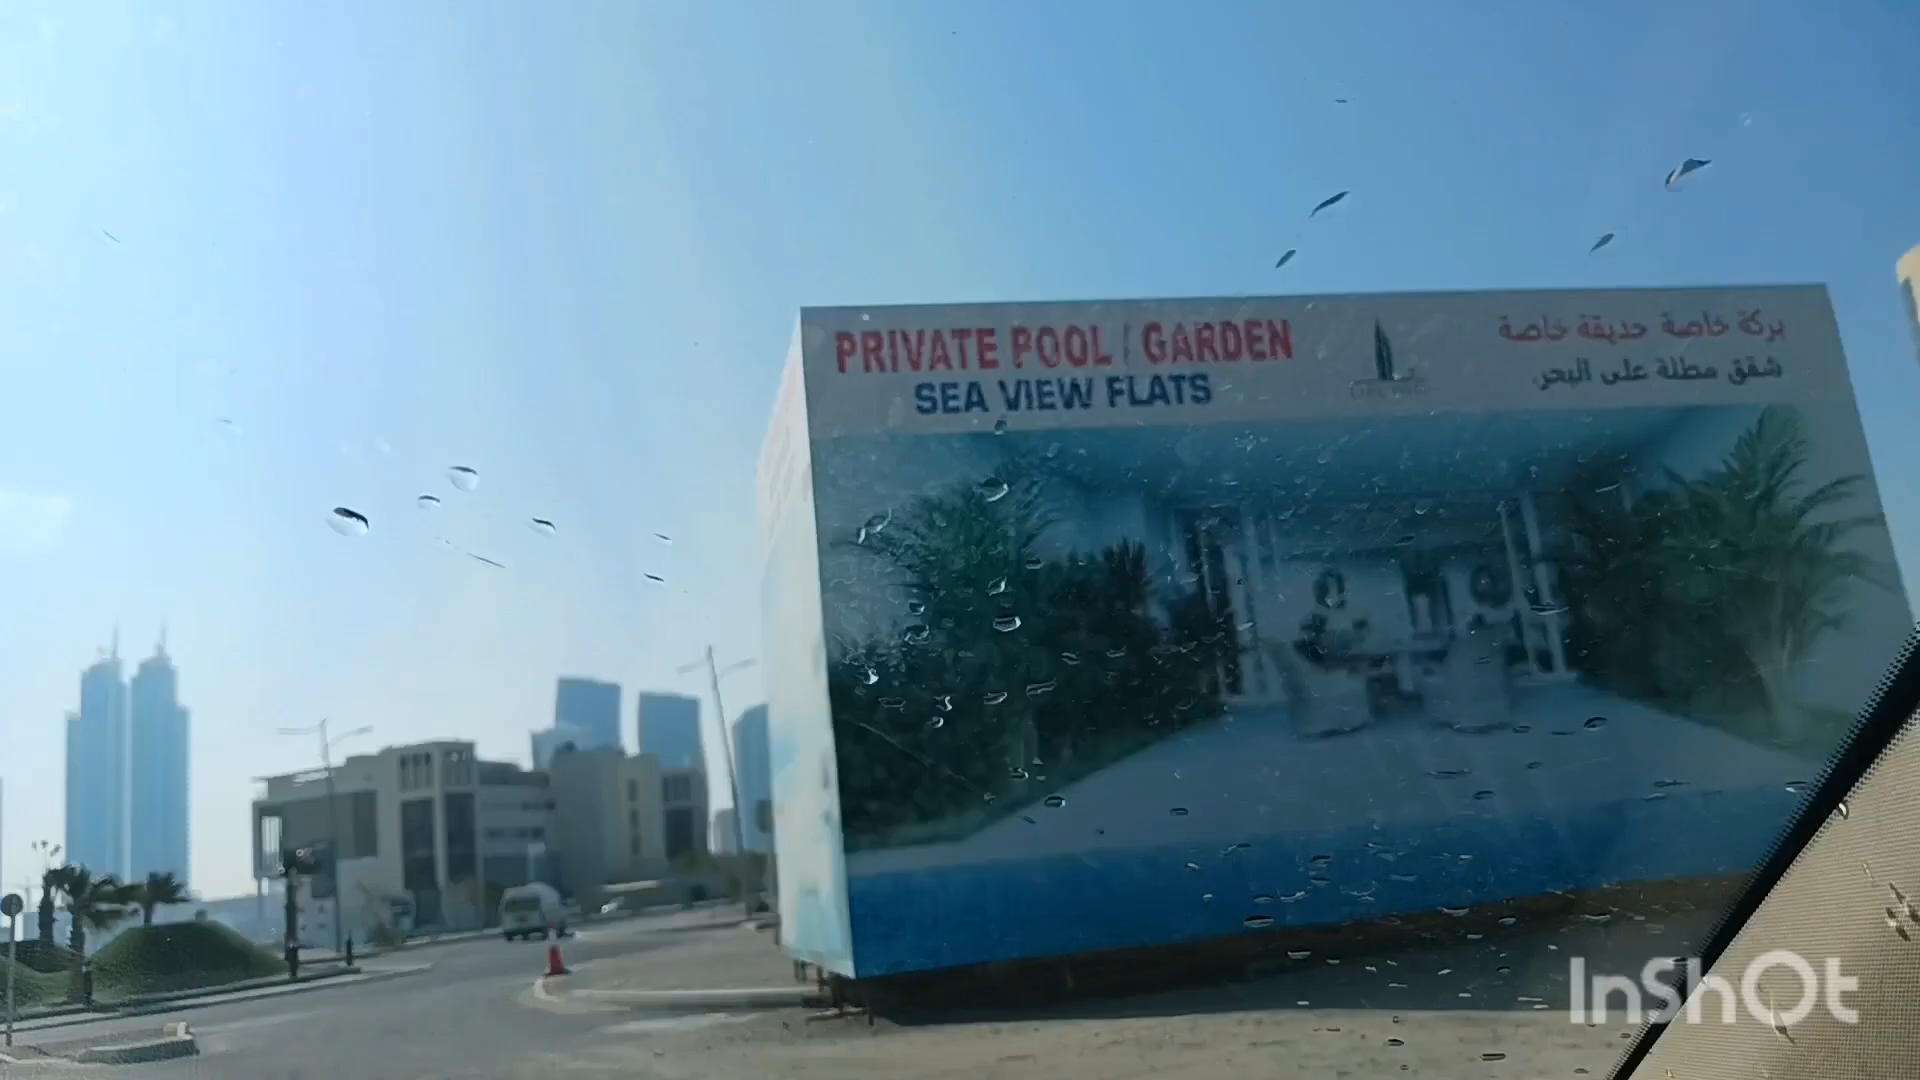 PRIVATE POOL | GARDEN
SEA VIEW FLATS
بركة خاصة حديقة خاصة
شقق مطلة على البحر.
InShOt